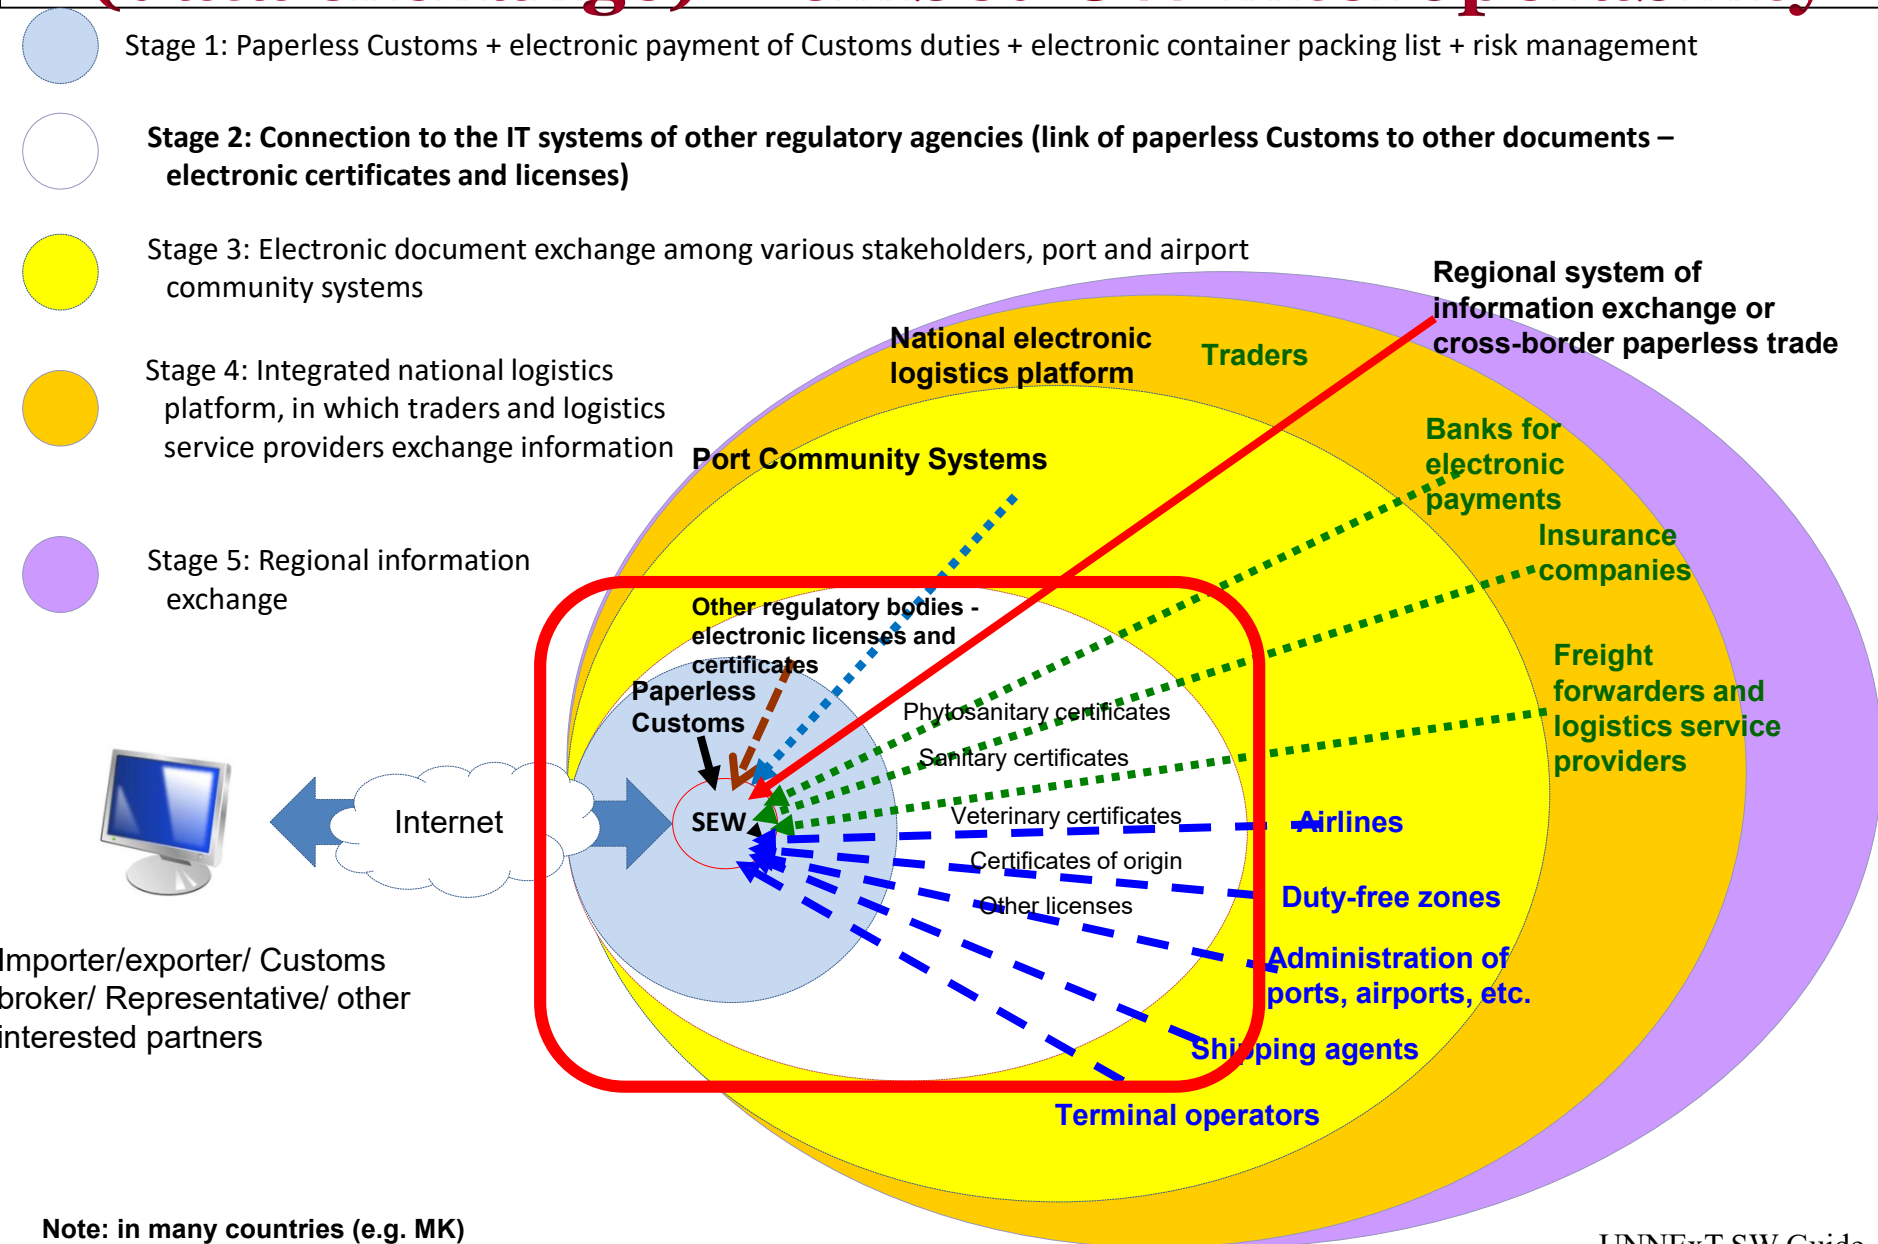 Stage 1: Paperless Customs + electronic payment of Customs duties + electronic container packing list + risk management
Stage 2: Connection to the IT systems of other regulatory agencies (link of paperless Customs to other documents –
electronic certificates and licenses)
Stage 3: Electronic document exchange among various stakeholders, port and airport
community systems
Stage 4: Integrated national logistics
platform, in which traders and logistics
service providers exchange information
Stage 5: Regional information
exchange
Regional system of
information exchange or
cross-border paperless trade
National electronic
logistics platform
Traders
Port Community Systems
Banks for
electronic
payments
Insurance
companies
Freight
forwarders and
logistics service
providers
Other regulatory bodies -
electronic licenses and
certificates
Paperless
Customs
Phytosanitary certificates
Sanitary certificates
Veterinary certificates
Certificates of origin
Other licenses
SEW
Internet
Airlines
Duty-free zones
Administration of
ports, airports, etc.
Shipping agents
Terminal operators
Importer/exporter/ Customs
broker/ Representative/ other
interested partners
Note: in many countries (e.g. MK)
UNNExT SW Guide